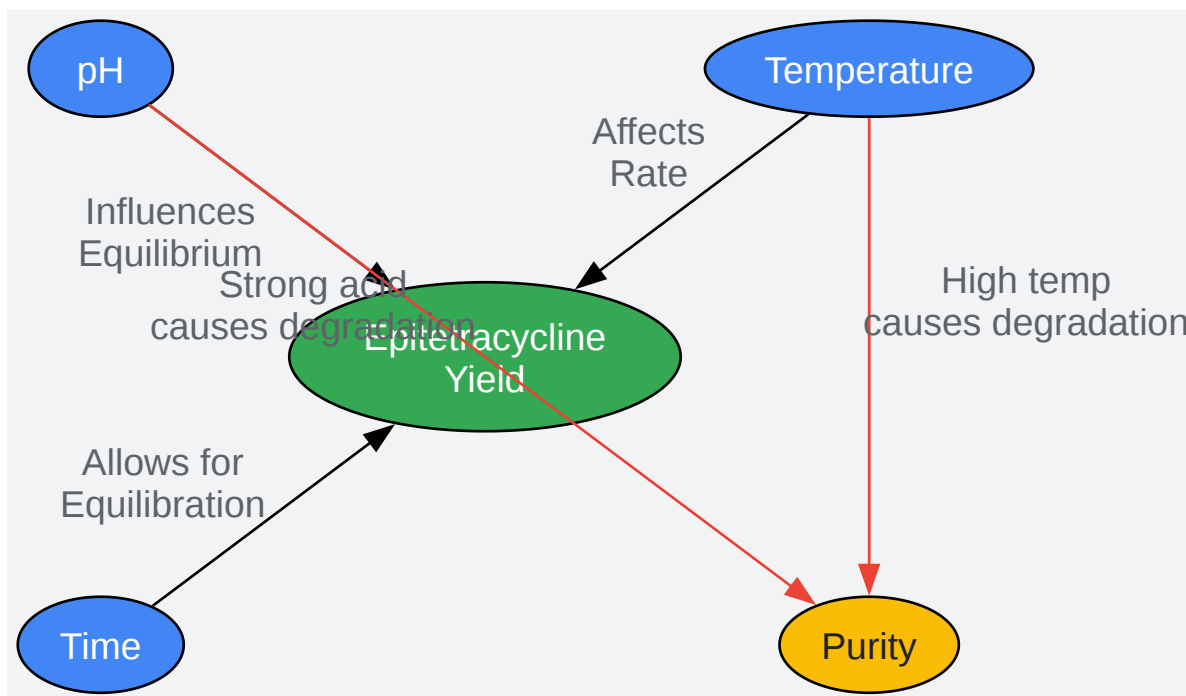 pH
Temperature
Affects
Rate
Influences
Equilibrium
Strong acid
causes degradation
High temp
causes degradation
Epitetracycline
Yield
Allows for
Equilibration
Time
Purity